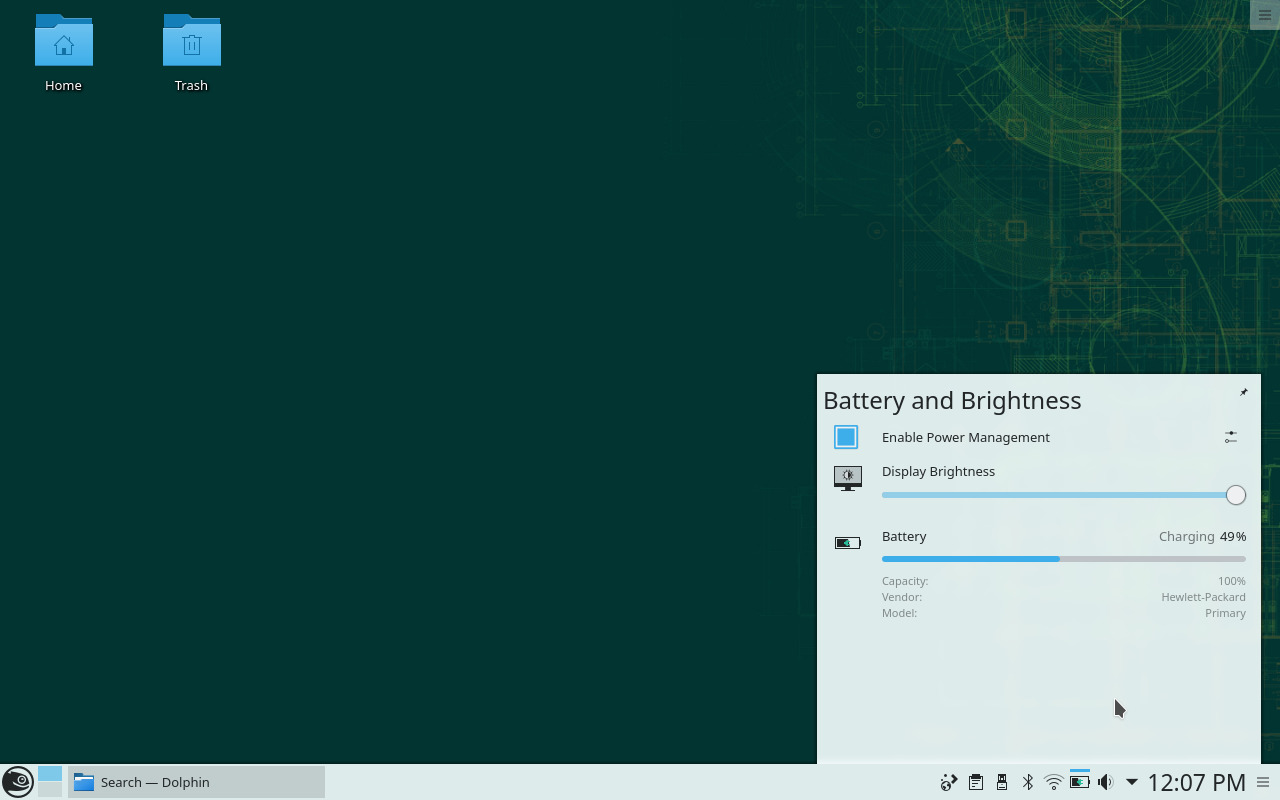 Home
Trash
Battery and Brightness
Enable Power Management
Display Brightness
Battery Charging 49%
Capacity: 100%
Vendor: Hewlett-Packard
Model: Primary
Search — Dolphin
12:07 PM